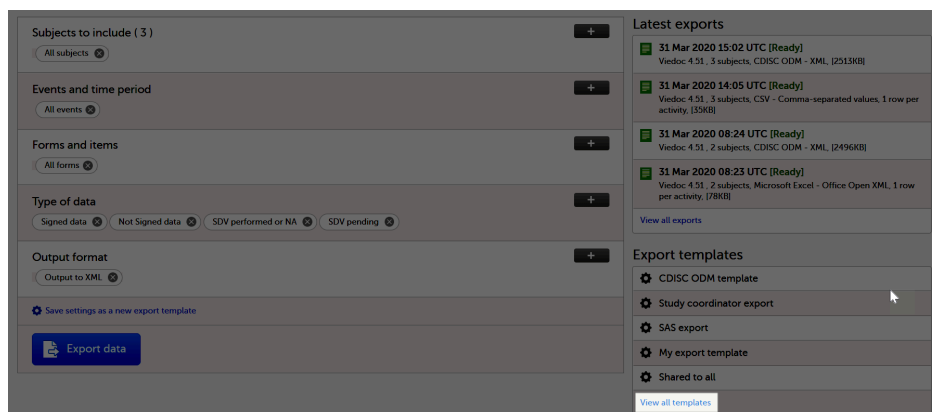 Subjects to include ( 3 )
All subjects
Events and time period
All events
Forms and items
All forms
Type of data
Signed data
Not Signed data
SDV performed or NA
SDV pending
Output format
Output to XML
Save settings as a new export template
Export data
Latest exports
31 Mar 2020 15:02 UTC [Ready]
Viedoc 4.51 , 3 subjects, CDISC ODM - XML, [2513KB]
31 Mar 2020 14:05 UTC [Ready]
Viedoc 4.51 , 3 subjects, CSV - Comma-separated values, 1 row per
activity, [35KB]
31 Mar 2020 08:24 UTC [Ready]
Viedoc 4.51 , 2 subjects, CDISC ODM - XML, [2496KB]
31 Mar 2020 08:23 UTC [Ready]
Viedoc 4.51 , 2 subjects, Microsoft Excel - Office Open XML, 1 row
per activity, [78KB]
View all exports
Export templates
CDISC ODM template
Study coordinator export
SAS export
My export template
Shared to all
View all templates